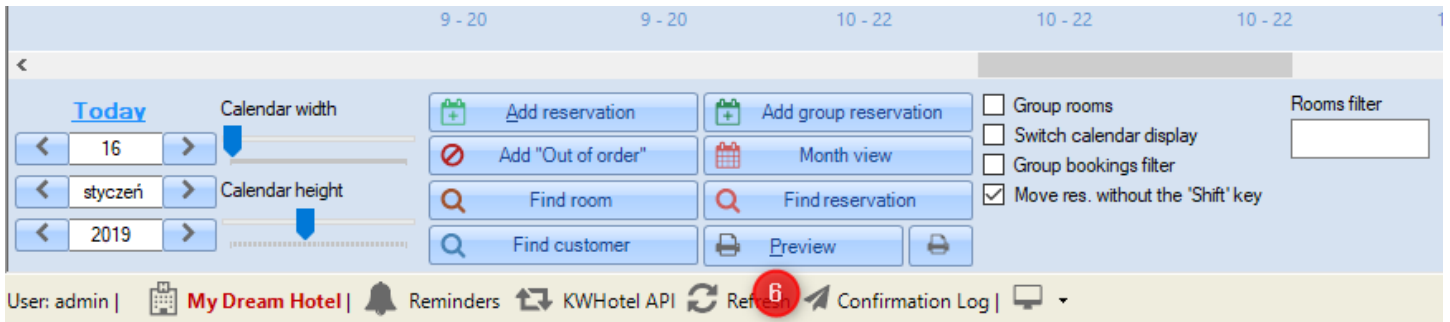 9 - 20 9 - 20 10 - 22 10 - 22 10 - 22
Today
16
styczeń
2019
Calendar width
Calendar height
Add reservation
Add group reservation
Add "Out of order"
Month view
Find room
Find reservation
Find customer
Preview
Group rooms
Switch calendar display
Group bookings filter
Move res. without the 'Shift' key
Rooms filter
User: admin | My Dream Hotel | Reminders KWHotel API 6 Confirmation Log |